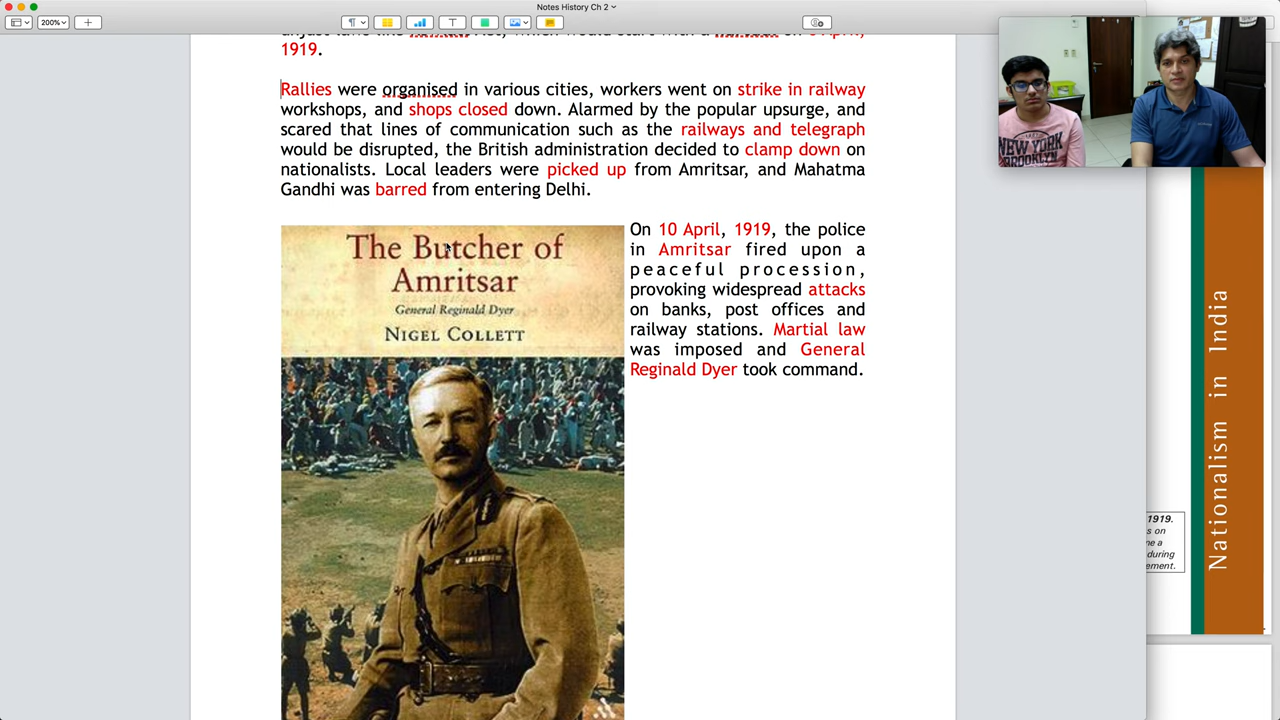 Notes History Ch 2
200%
1919.
Rallies were organised in various cities, workers went on strike in railway
workshops, and shops closed down. Alarmed by the popular upsurge, and
scared that lines of communication such as the railways and telegraph
would be disrupted, the British administration decided to clamp down on
nationalists. Local leaders were picked up from Amritsar, and Mahatma
Gandhi was barred from entering Delhi.
The Butcher of
Amritsar
General Reginald Dyer
NIGEL COLLETT
On 10 April, 1919, the police
in Amritsar fired upon a
peaceful procession,
provoking widespread attacks
on banks, post offices and
railway stations. Martial law
was imposed and General
Reginald Dyer took command.
NEW YORK
BROOKLYN
1919.
s on
ne a
during
ement.
Nationalism in India